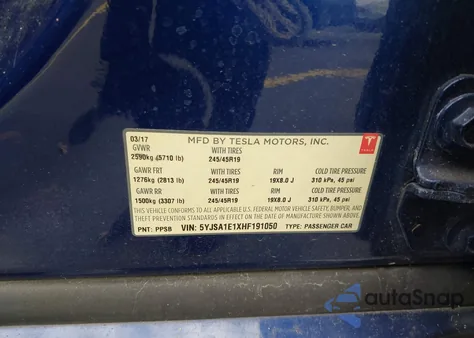 03/17 MFD BY TESLA MOTORS, INC. TESLA
GVWR WITH TIRES
2590kg (5710 lb) 245/45R19
GAWR FRT WITH TIRES RIM COLD TIRE PRESSURE
1276kg (2813 lb) 245/45R19 19X8.0 J 310 kPa, 45 psi
GAWR RR WITH TIRES RIM COLD TIRE PRESSURE
1500kg (3307 lb) 245/45R19 19X8.0 J 310 kPa, 45 psi
THIS VEHICLE CONFORMS TO ALL APPLICABLE U.S. FEDERAL MOTOR VEHICLE SAFETY, BUMPER, AND
THEFT PREVENTION STANDARDS IN EFFECT ON THE DATE OF MANUFACTURE SHOWN ABOVE.
PNT: PPSB VIN: 5YJSA1E1XHF191050 TYPE: PASSENGER CAR
autoSnap